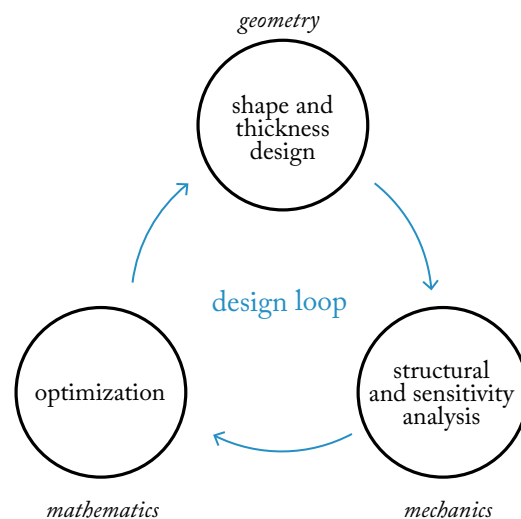 geometry
shape and
thickness
design
design loop
optimization
structural
and sensitivity
analysis
mathematics
mechanics